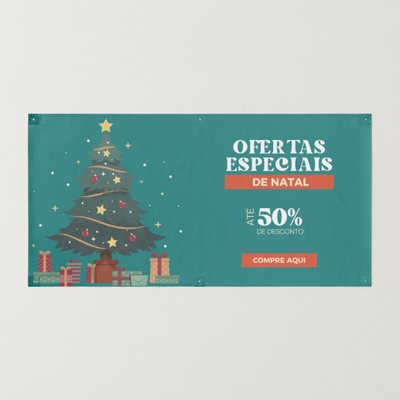 OFERTAS
ESPECIAIS
DE NATAL
ATÉ 50%
DE DESCONTO
COMPRE AQUI